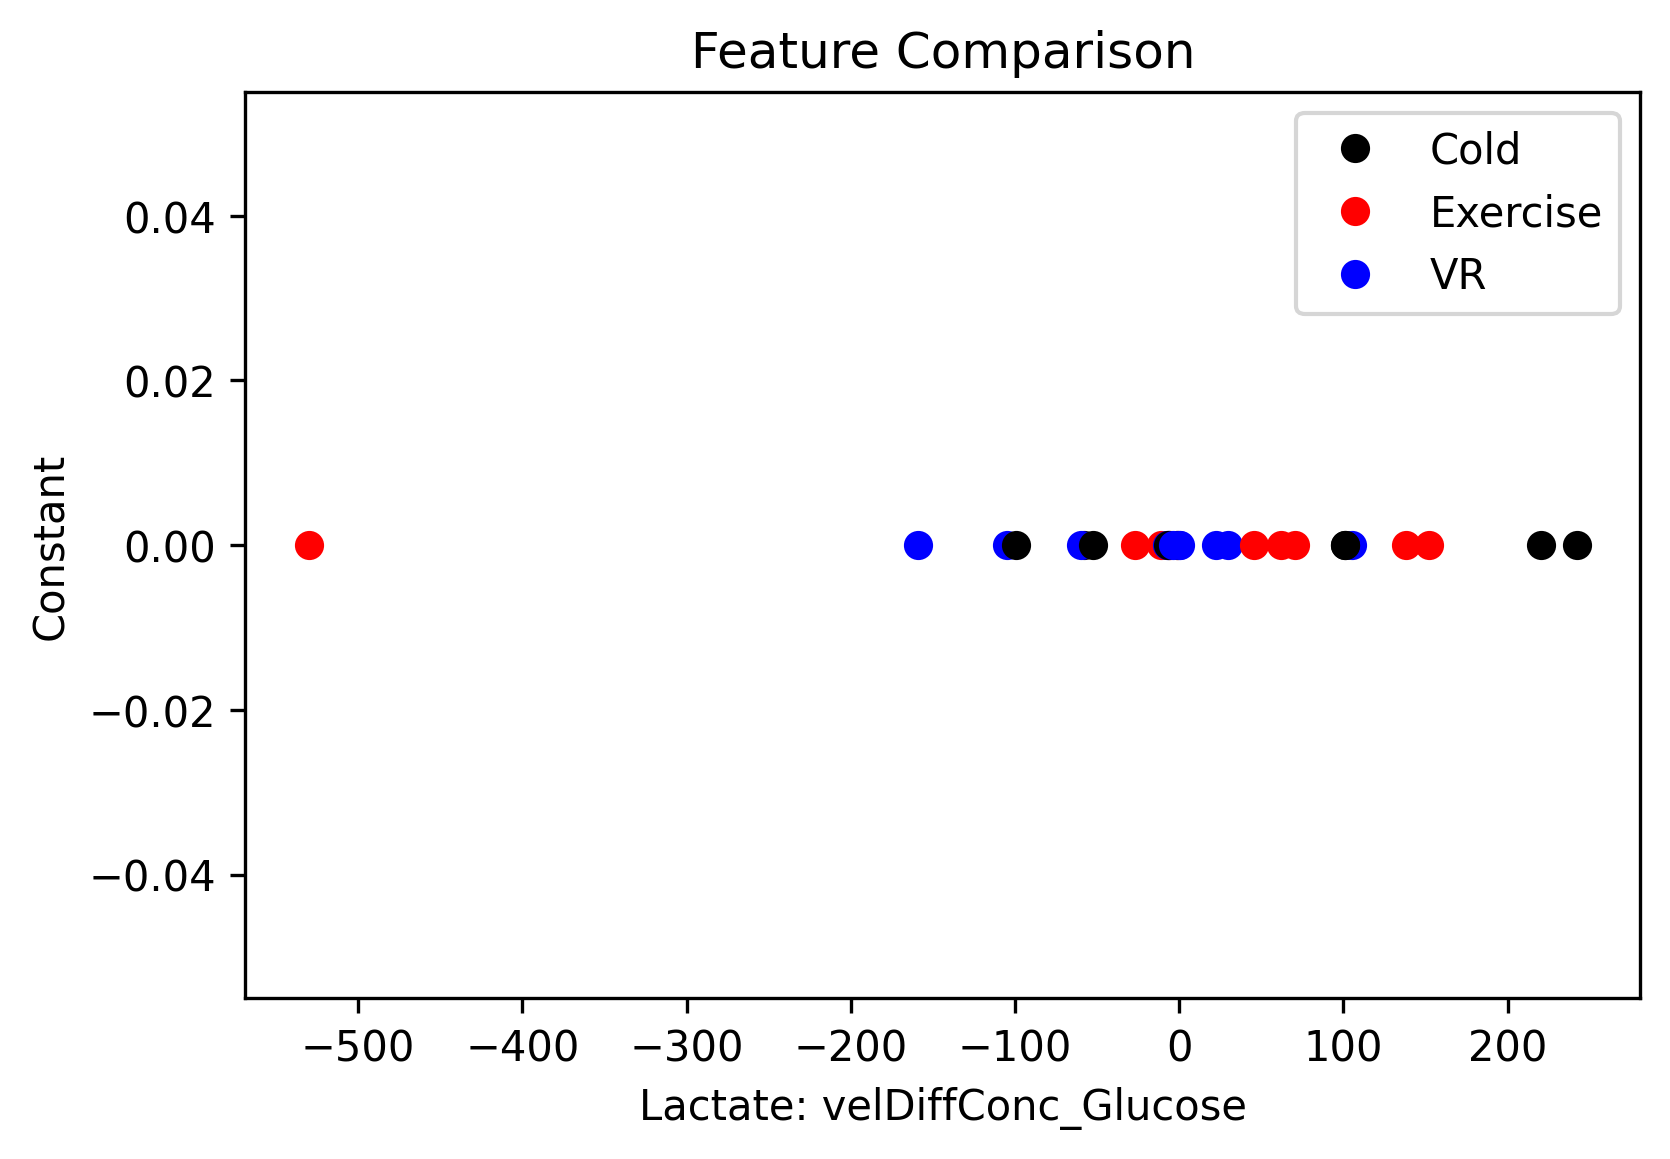 Feature Comparison
Cold
Exercise
VR
0.04
0.02
0.00
−0.02
−0.04
Constant
−500 −400 −300 −200 −100 0 100 200
Lactate: velDiffConc_Glucose